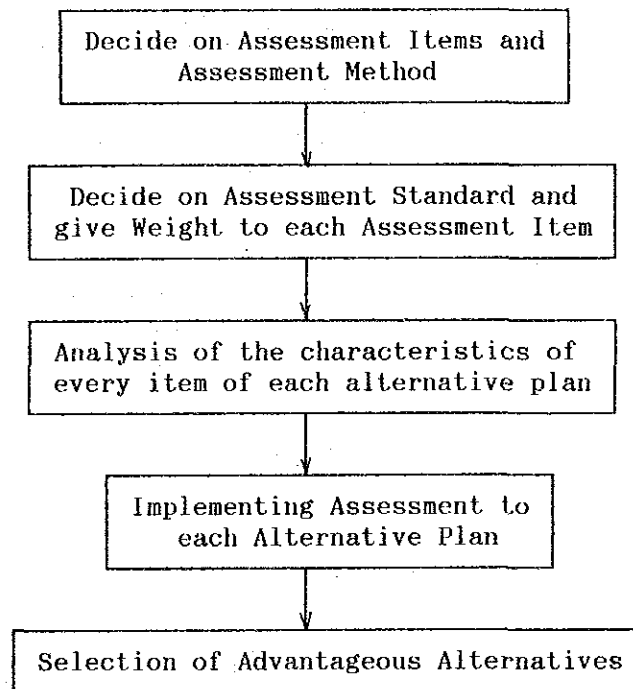 Decide on Assessment Items and
Assessment Method
Decide on Assessment Standard and
give Weight to each Assessment Item
Analysis of the characteristics of
every item of each alternative plan
Implementing Assessment to
each Alternative Plan
Selection of Advantageous Alternatives